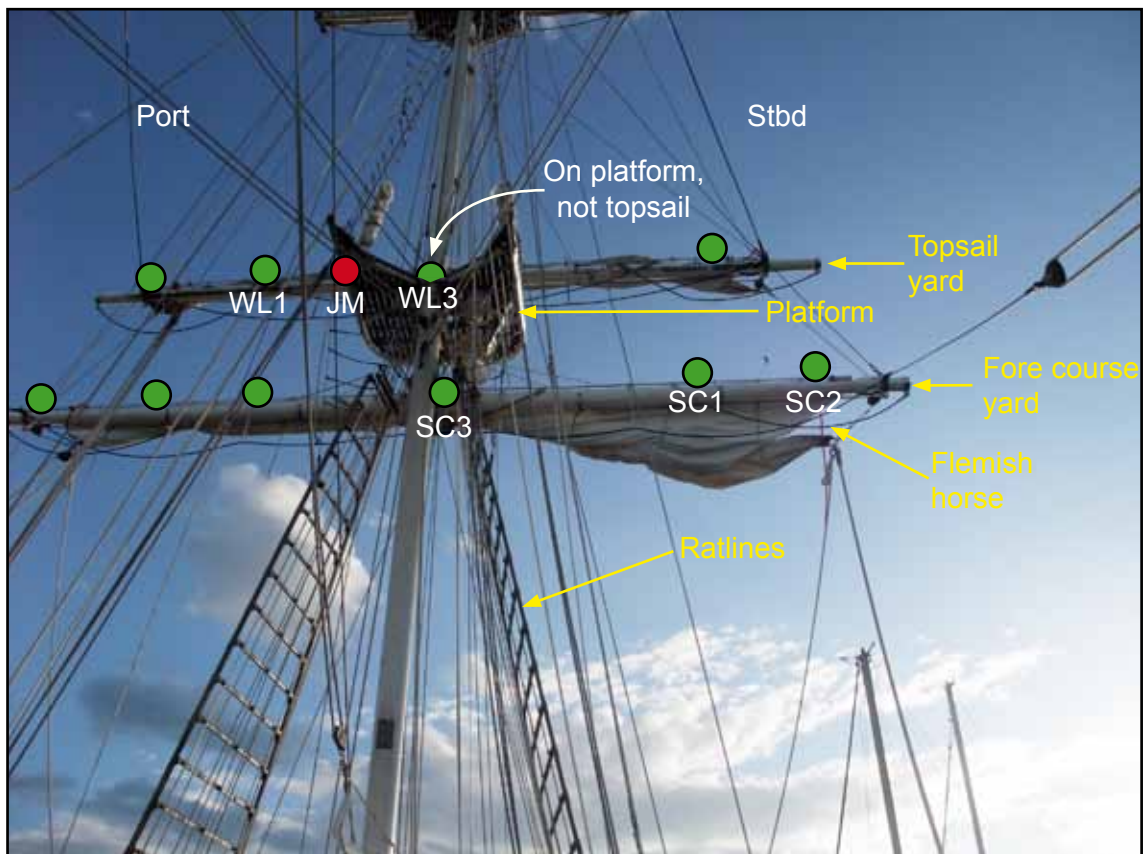 Port
Stbd
On platform,
not topsail
Topsail
yard
WL1
JM
WL3
Platform
Fore course
yard
SC3
SC1
SC2
Flemish
horse
Ratlines